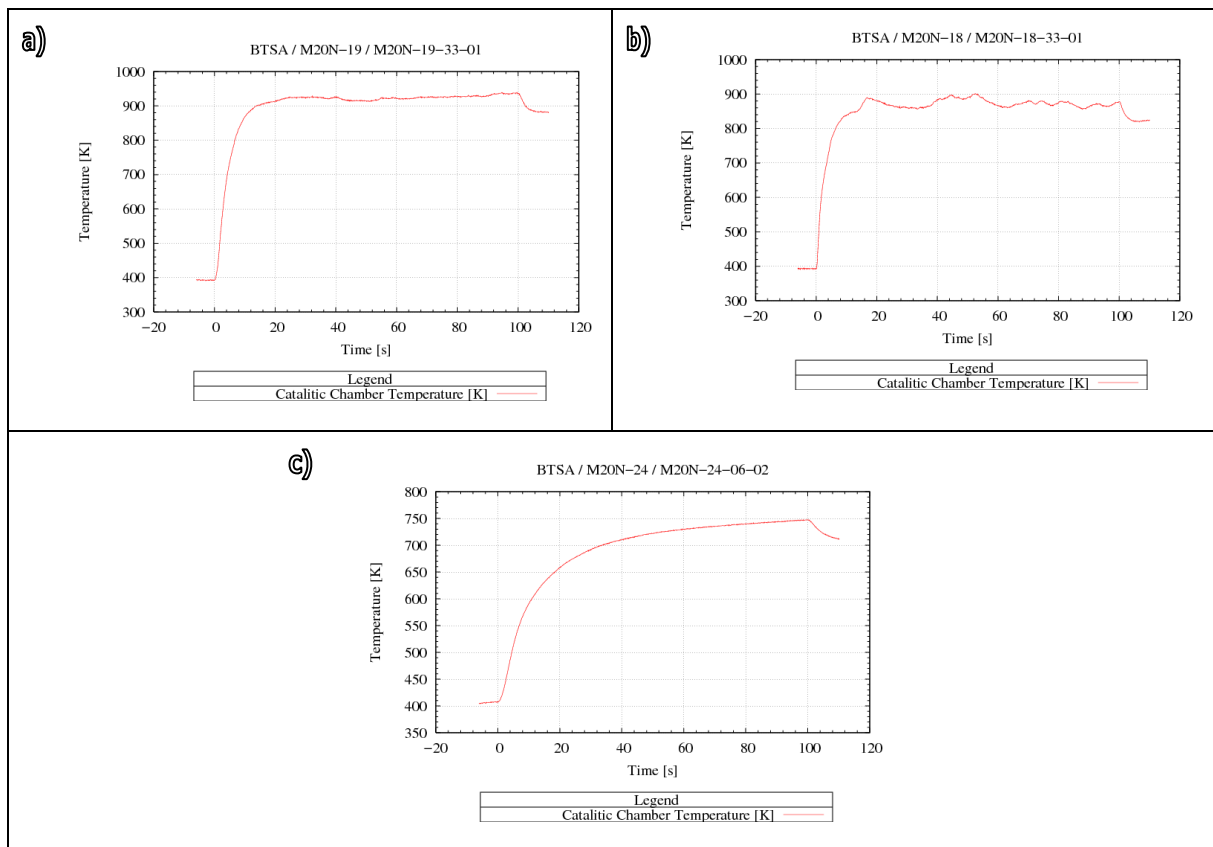 a)
BTSA / M20N−19 / M20N−19−33−01
1000
900
800
700
600
500
400
300
Temperature [K]
−20 0 20 40 60 80 100 120
Time [s]
Legend
Catalitic Chamber Temperature [K]
b)
BTSA / M20N−18 / M20N−18−33−01
1000
900
800
700
600
500
400
300
Temperature [K]
−20 0 20 40 60 80 100 120
Time [s]
Legend
Catalitic Chamber Temperature [K]
c)
BTSA / M20N−24 / M20N−24−06−02
800
750
700
650
600
550
500
450
400
350
Temperature [K]
−20 0 20 40 60 80 100 120
Time [s]
Legend
Catalitic Chamber Temperature [K]